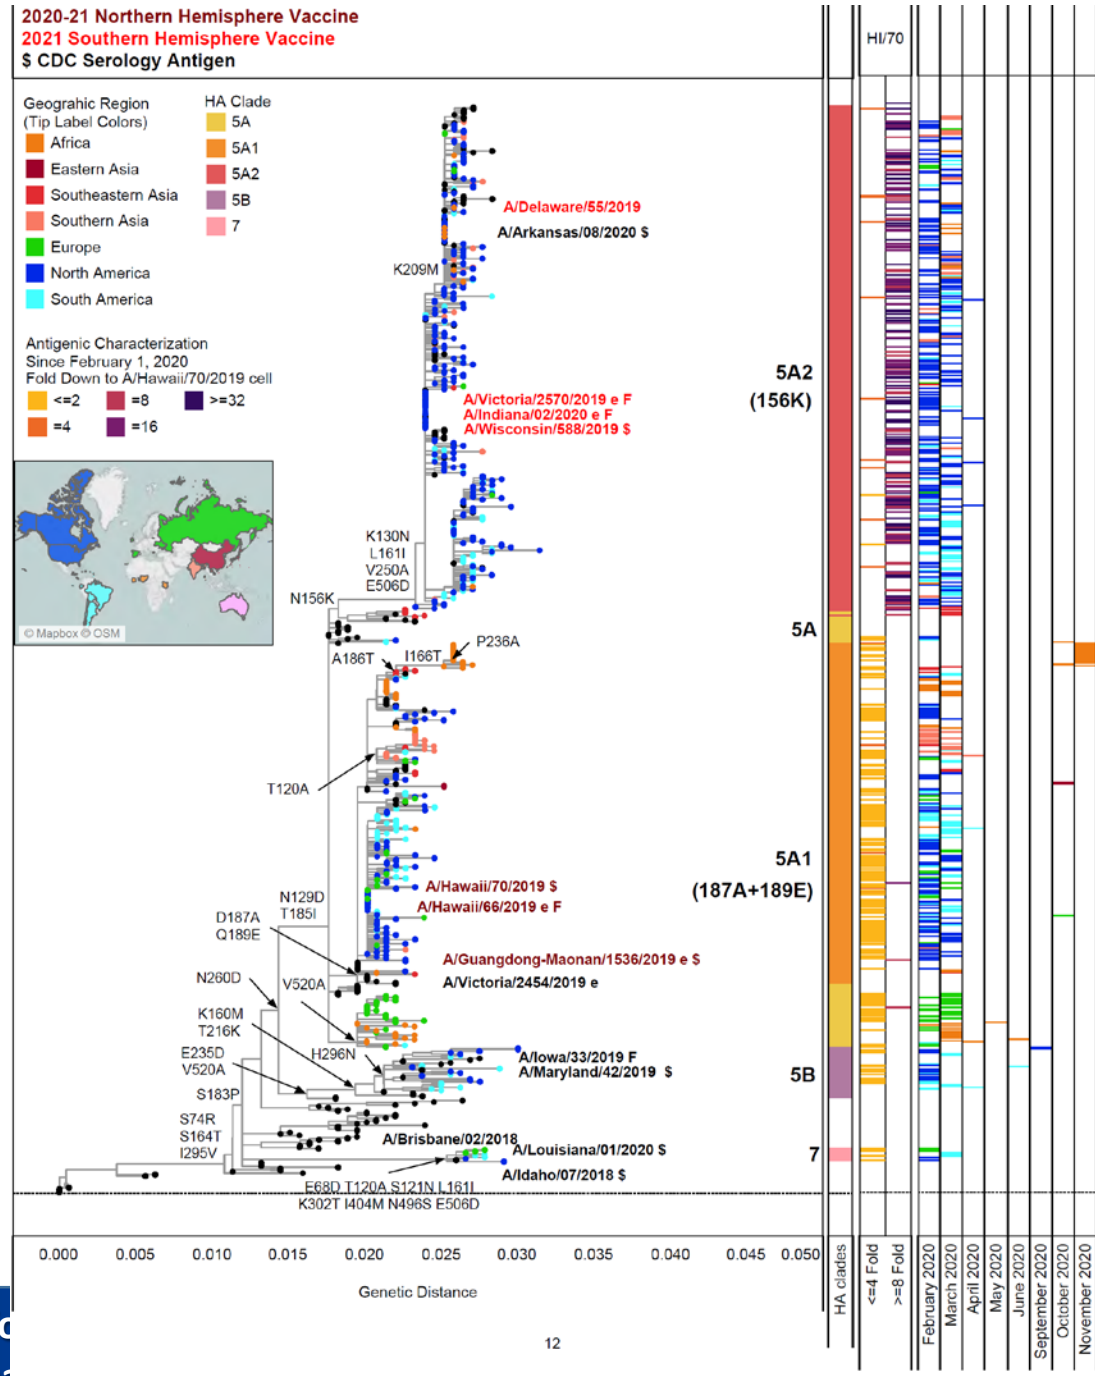 2020-21 Northern Hemisphere Vaccine
2021 Southern Hemisphere Vaccine
$ CDC Serology Antigen
HI/70
Geograhic Region
(Tip Label Colors)
Africa
Eastern Asia
Southeastern Asia
Southern Asia
Europe
North America
South America
HA Clade
5A
5A1
5A2
5B
7
Antigenic Characterization
Since February 1, 2020
Fold Down to A/Hawaii/70/2019 cell
<=2
=8
>=32
=4
=16
© Mapbox © OSM
A/Delaware/55/2019
A/Arkansas/08/2020 $
K209M
5A2
(156K)
A/Victoria/2570/2019 e F
A/Indiana/02/2020 e F
A/Wisconsin/588/2019 $
K130N
L161I
V250A
E506D
N156K
5A
P236A
A186T
I166T
T120A
5A1
(187A+189E)
A/Hawaii/70/2019 $
A/Hawaii/66/2019 e F
N129D
T185I
D187A
Q189E
A/Guangdong-Maonan/1536/2019 e $
A/Victoria/2454/2019 e
N260D
V520A
K160M
T216K
H296N
E235D
V520A
A/Iowa/33/2019 F
A/Maryland/42/2019 $
5B
S183P
S74R
S164T
I295V
A/Brisbane/02/2018
A/Louisiana/01/2020 $
7
A/Idaho/07/2018 $
E68D T120A S121N L161I
K302T I404M N496S E506D
0.000 0.005 0.010 0.015 0.020 0.025 0.030 0.035 0.040 0.045 0.050
Genetic Distance
HA clades
<=4 Fold
>=8 Fold
February 2020
March 2020
April 2020
May 2020
June 2020
September 2020
October 2020
November 2020
12